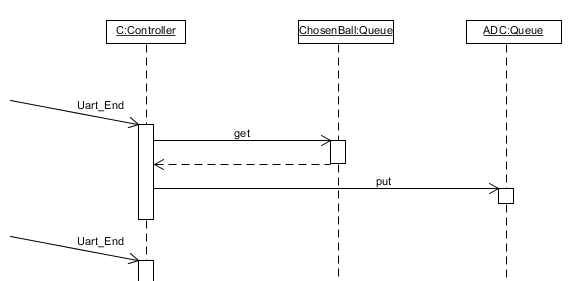 C:Controller
ChosenBall:Queue
ADC:Queue
Uart_End
get
put
Uart_End